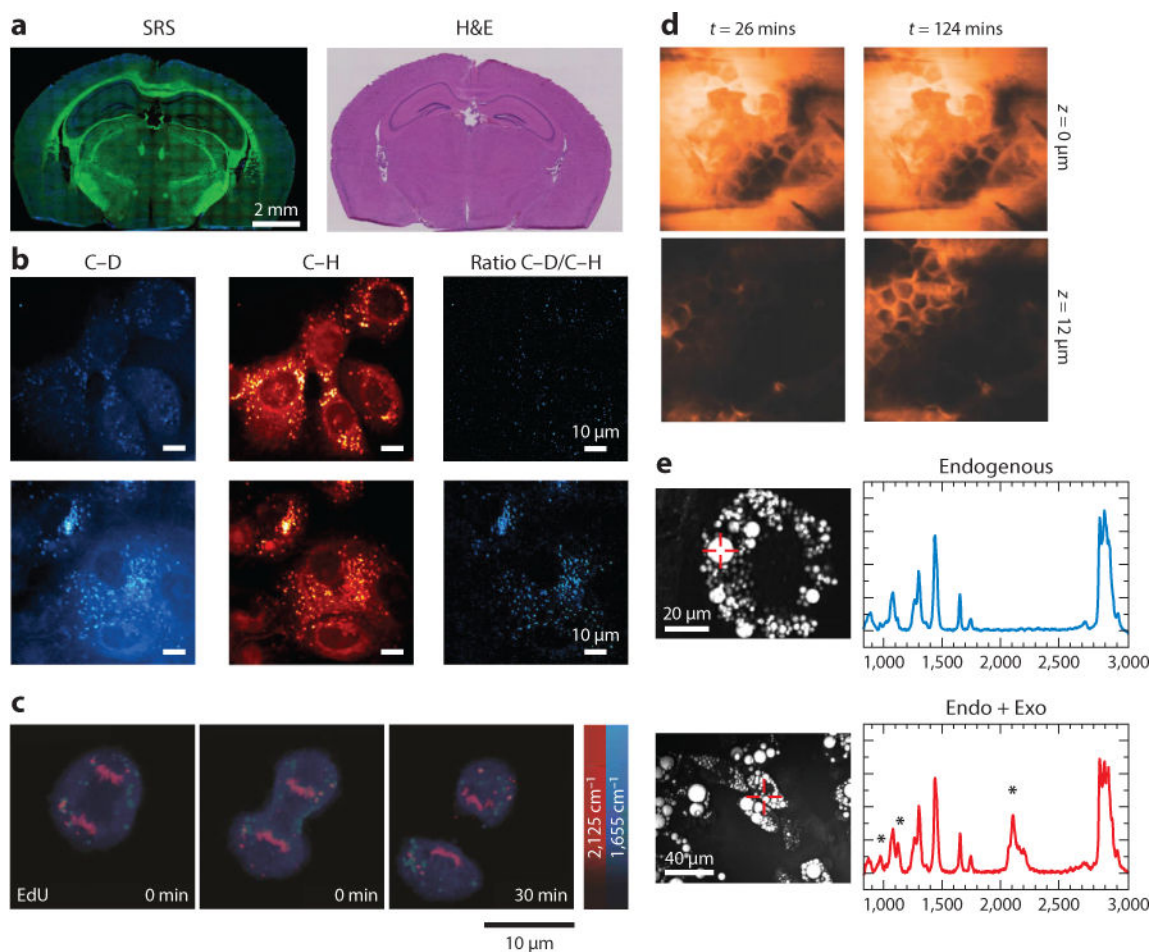 a
SRS
H&E
2 mm
b
C–D
C–H
Ratio C–D/C–H
10 µm
10 µm
c
EdU
0 min
0 min
30 min
2,125 cm⁻¹
1,655 cm⁻¹
10 µm
d
t = 26 mins
t = 124 mins
z = 0 µm
z = 12 µm
e
Endogenous
20 µm
1,000 1,500 2,000 2,500 3,000
Endo + Exo
* * *
40 µm
1,000 1,500 2,000 2,500 3,000